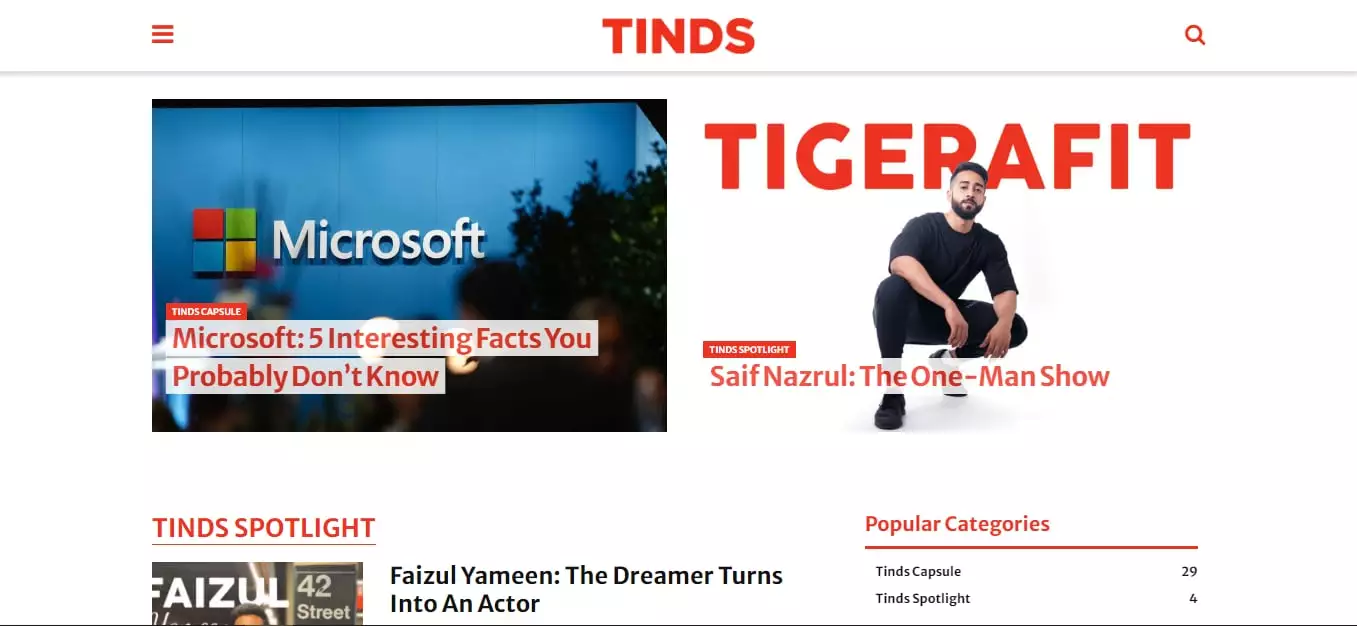 TINDS
Microsoft
TINDS CAPSULE
Microsoft: 5 Interesting Facts You
Probably Don’t Know
TIGERAFIT
TINDS SPOTLIGHT
Saif Nazrul: The One-Man Show
TINDS SPOTLIGHT
FAIZUL
42
Street
Faizul Yameen: The Dreamer Turns
Into An Actor
Popular Categories
Tinds Capsule 29
Tinds Spotlight 4